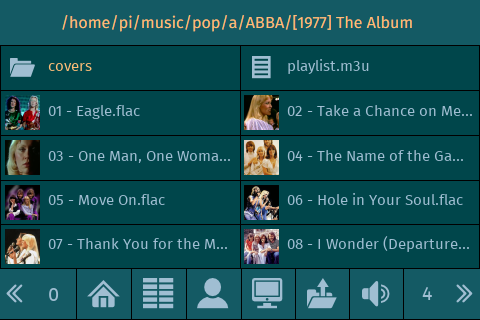 /home/pi/music/pop/a/ABBA/[1977] The Album
covers
playlist.m3u
01 - Eagle.flac
02 - Take a Chance on Me...
03 - One Man, One Woma...
04 - The Name of the Ga...
05 - Move On.flac
06 - Hole in Your Soul.flac
07 - Thank You for the M...
08 - I Wonder (Departure...
0
4